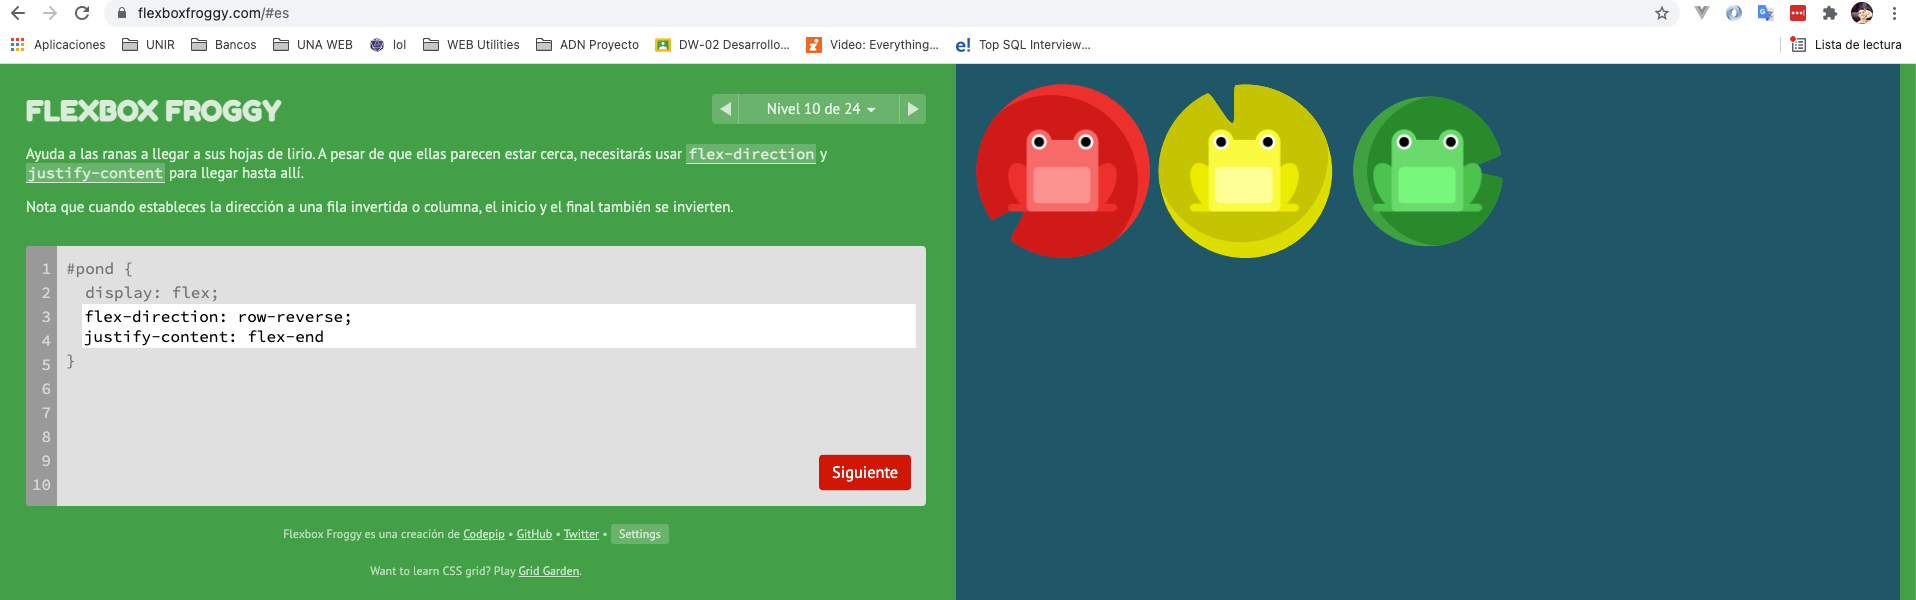 flexboxfroggy.com/#es
Aplicaciones UNIR Bancos UNA WEB lol WEB Utilities ADN Proyecto DW-02 Desarrollo... Video: Everything... Top SQL Interview... Lista de lectura
FLEXBOX FROGGY
Nivel 10 de 24
Ayuda a las ranas a llegar a sus hojas de lirio. A pesar de que ellas parecen estar cerca, necesitarás usar flex-direction y
justify-content para llegar hasta allí.
Nota que cuando estableces la dirección a una fila invertida o columna, el inicio y el final también se invierten.
1 #pond {
2 display: flex;
3 flex-direction: row-reverse;
4 justify-content: flex-end
5 }
6
7
8
9
10
Siguiente
Flexbox Froggy es una creación de Codepip • GitHub • Twitter • Settings
Want to learn CSS grid? Play Grid Garden.